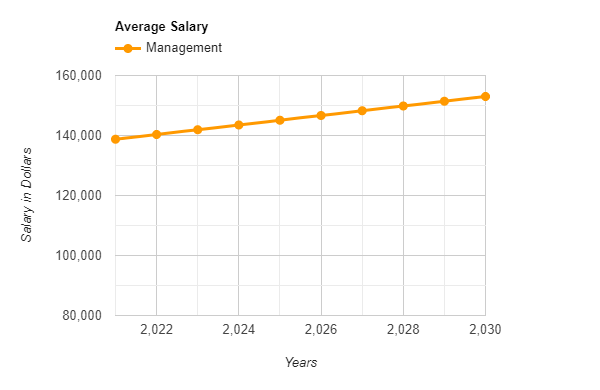 Average Salary
Management
160,000
140,000
120,000
100,000
80,000
Salary in Dollars
2,022 2,024 2,026 2,028 2,030
Years